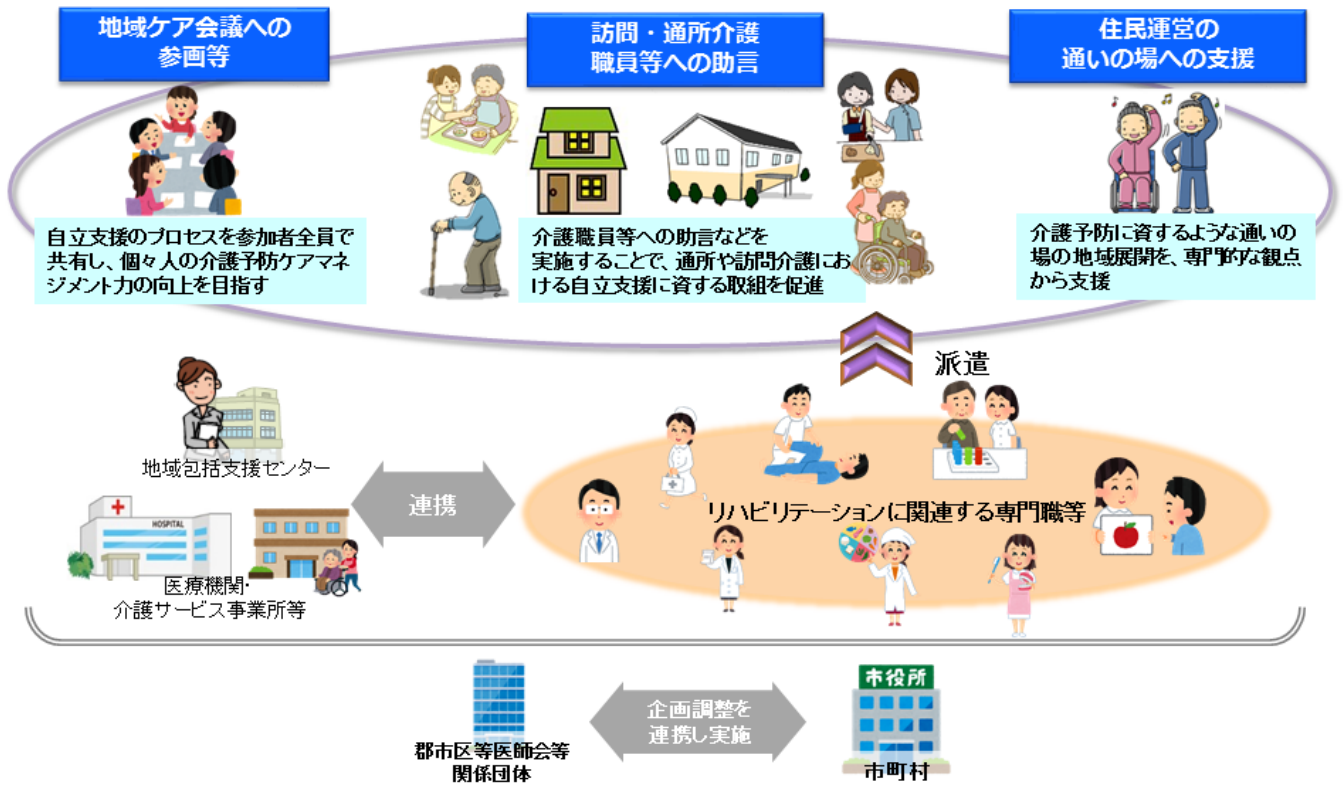 地域ケア会議への
参画等
訪問・通所介護
職員等への助言
住民運営の
通いの場への支援
自立支援のプロセスを参加者全員で
共有し、個々人の介護予防ケアマネ
ジメント力の向上を目指す
介護職員等への助言などを
実施することで、通所や訪問介護にお
ける自立支援に資する取組を促進
介護予防に資するような通いの
場の地域展開を、専門的な観点
から支援
派遣
地域包括支援センター
連携
リハビリテーションに関連する専門職等
HOSPITAL
医療機関・
介護サービス事業所等
企画調整を
連携し実施
市役所
郡市区等医師会等
関係団体
市町村